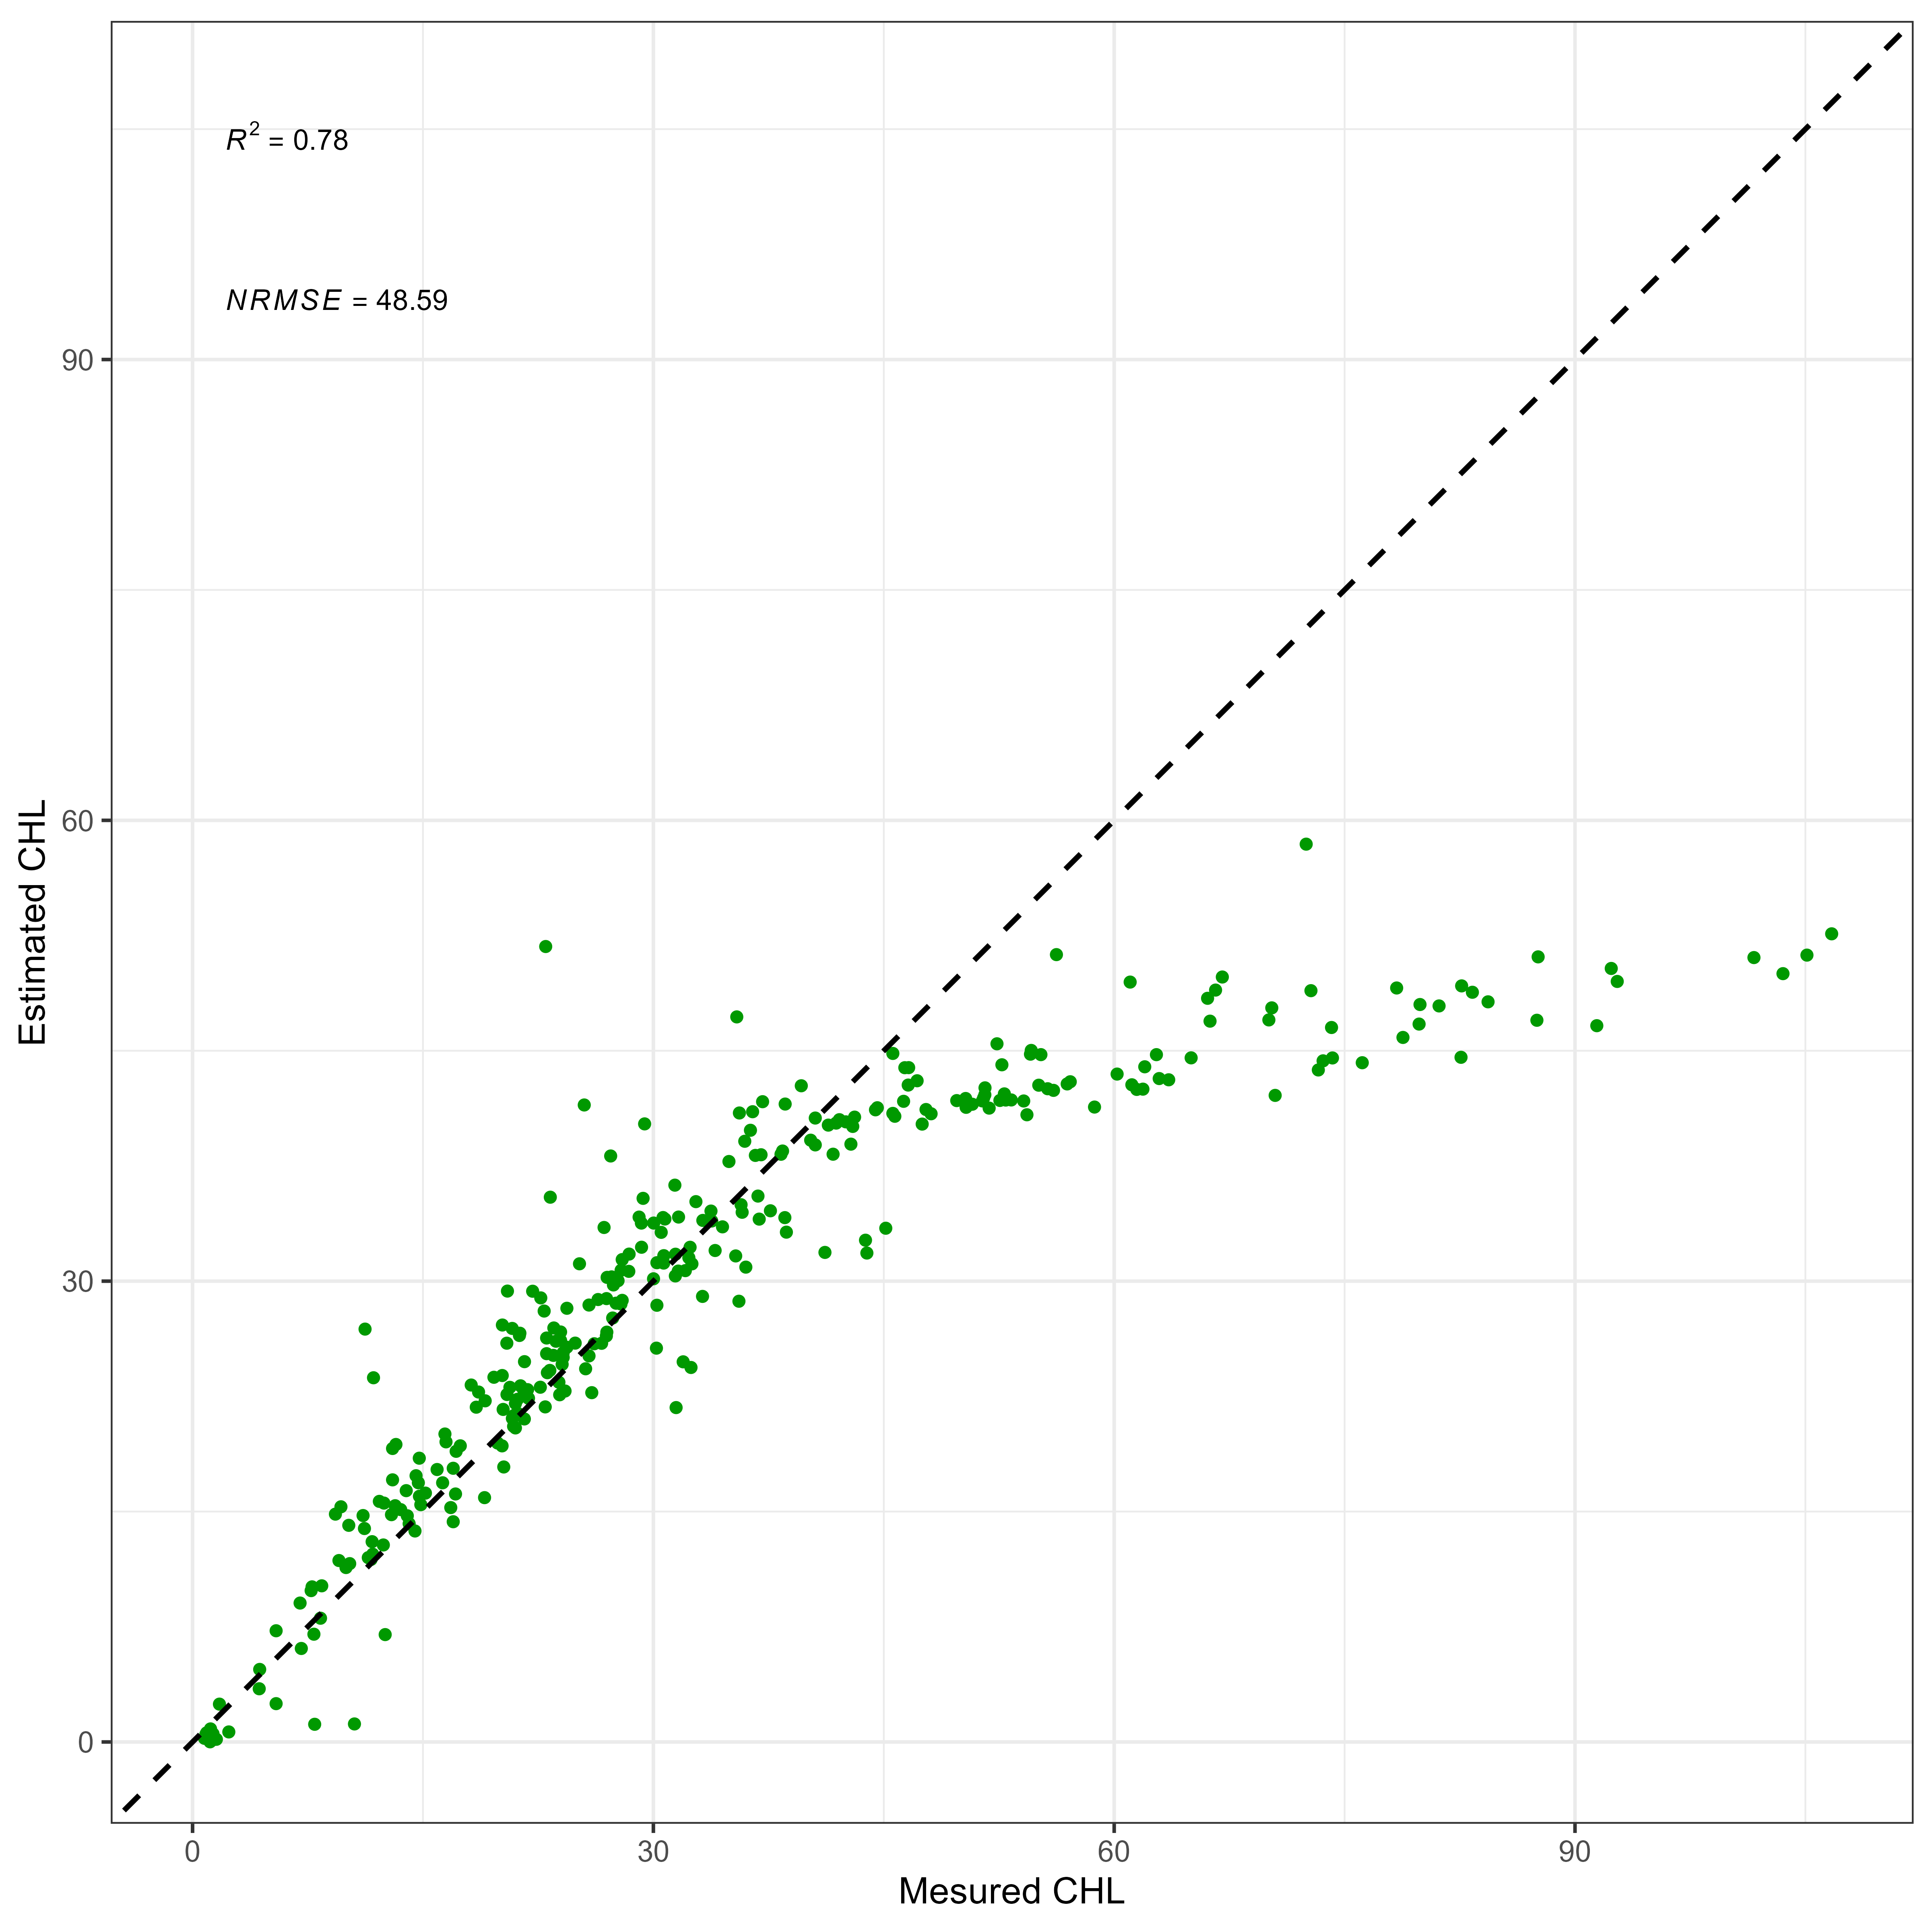 R² = 0.78
NRMSE = 48.59
90
60
30
0
Estimated CHL
0 30 60 90
Mesured CHL